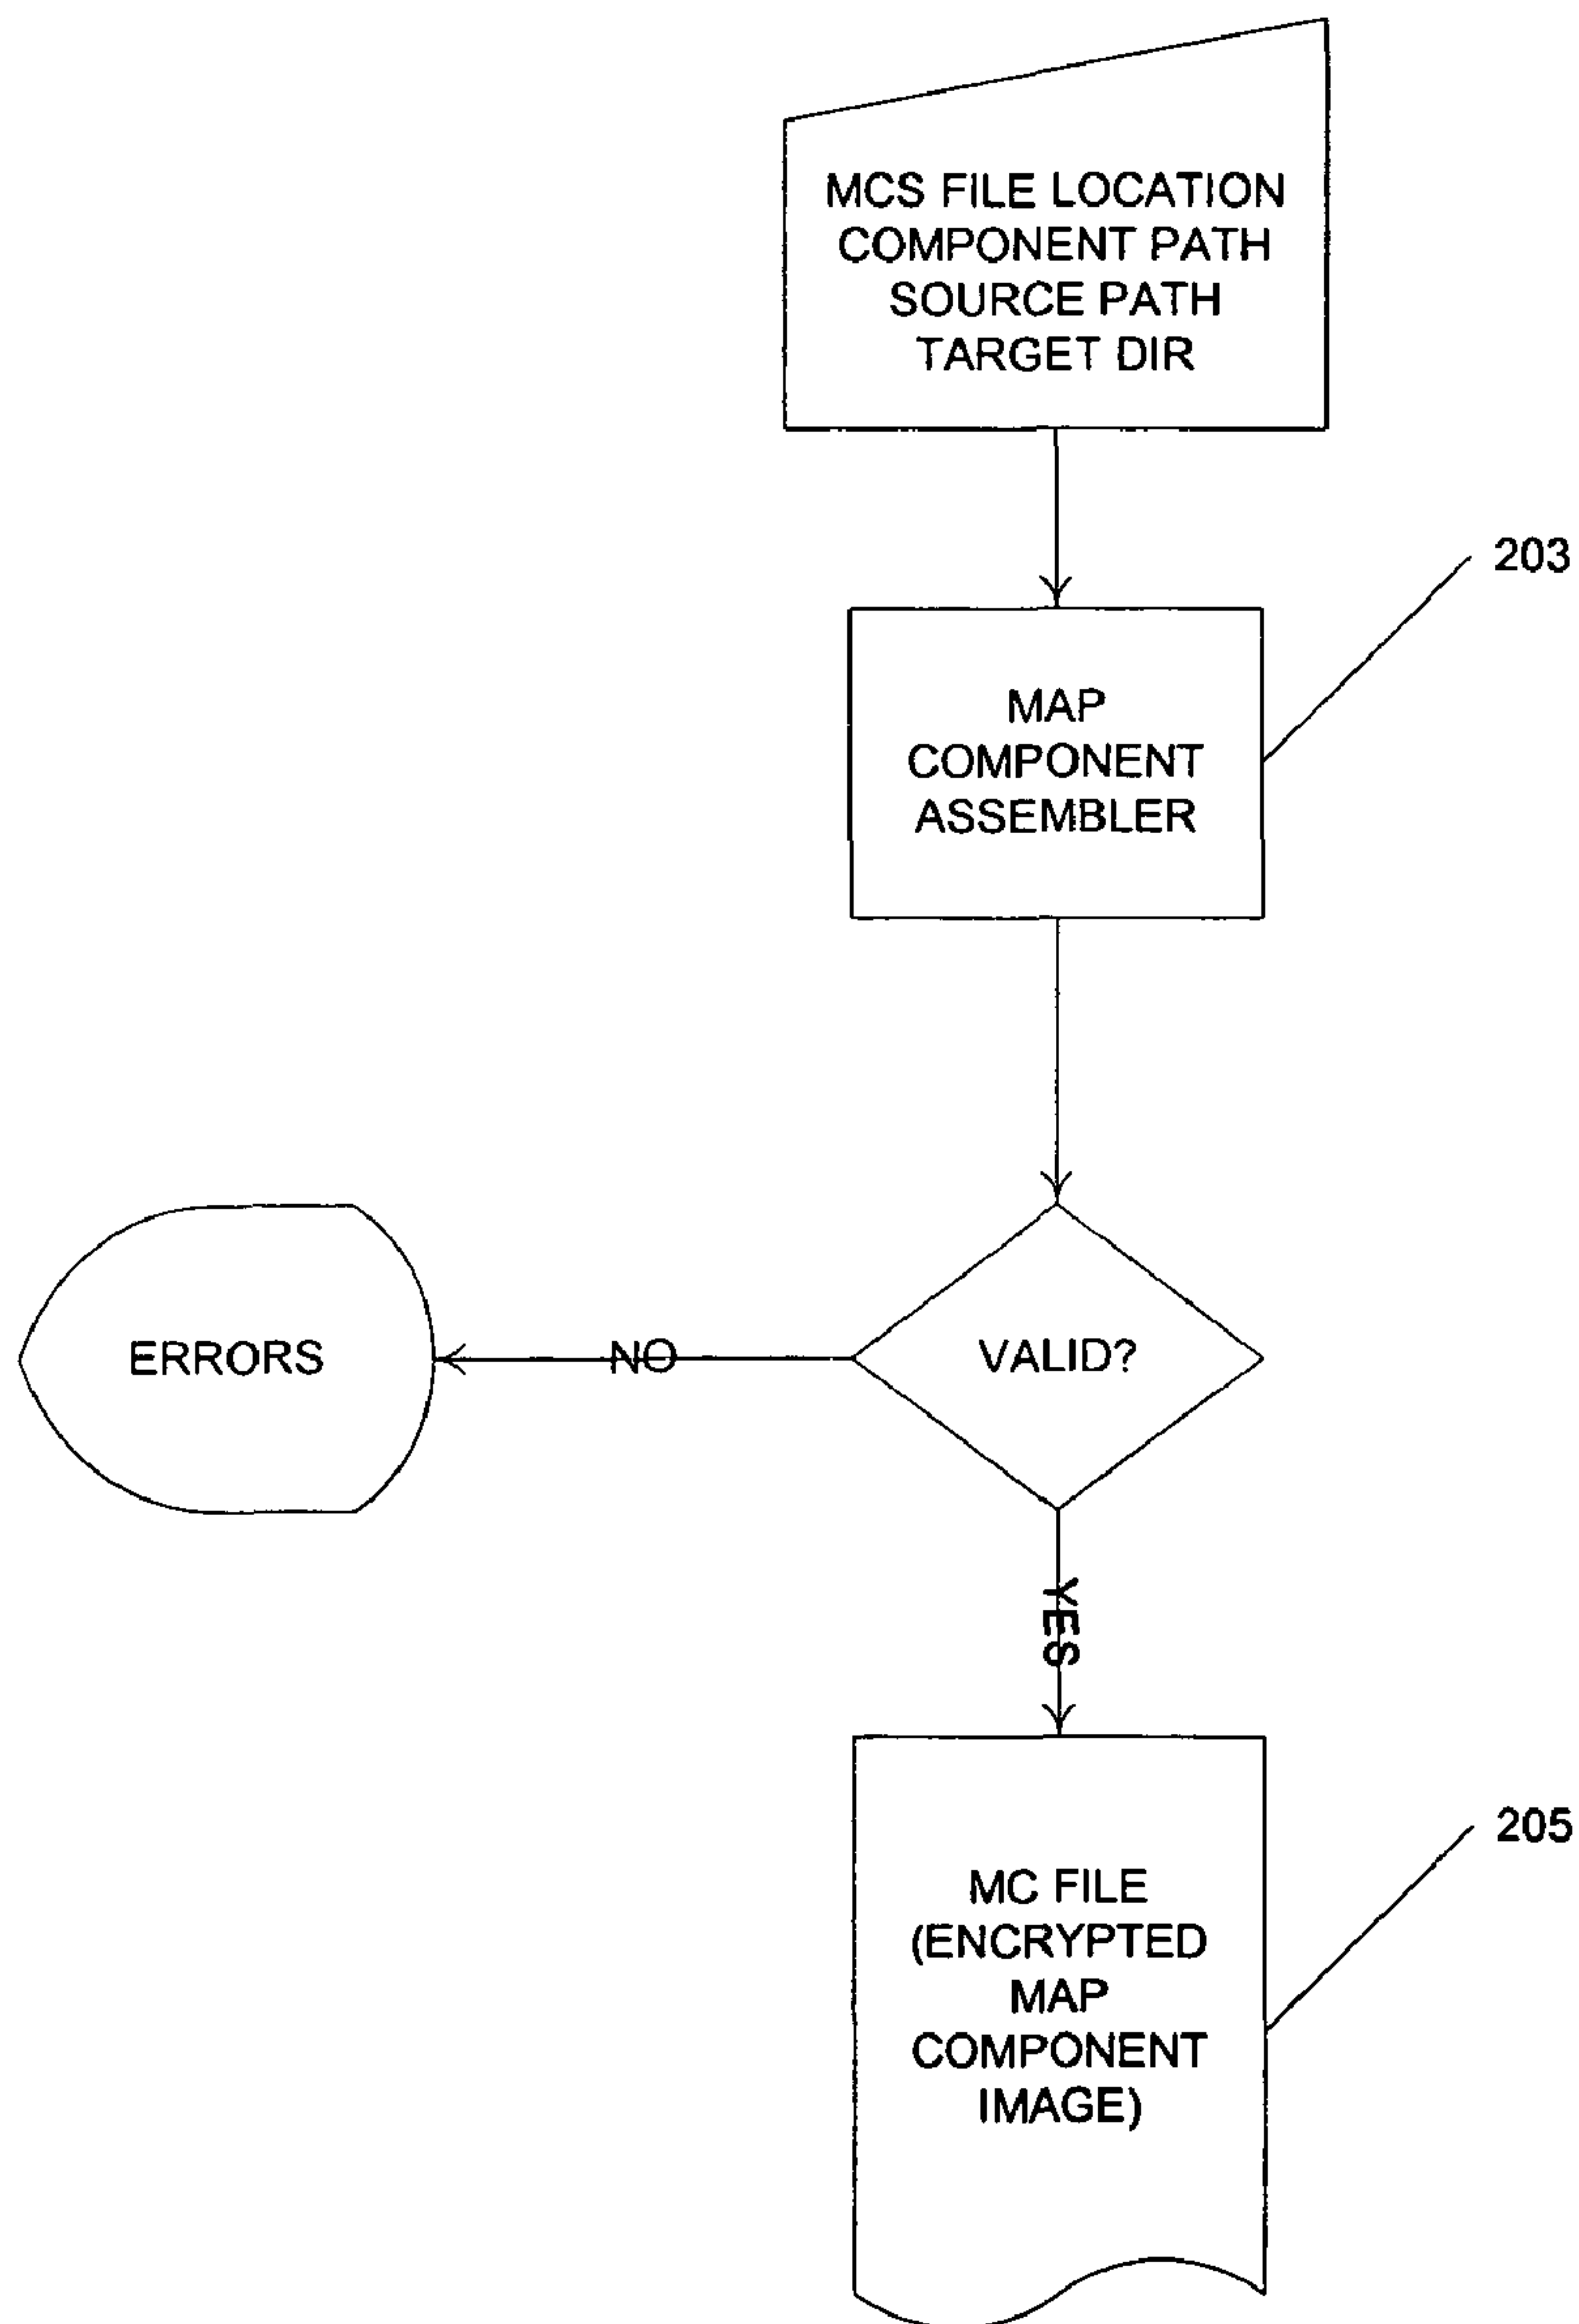 MCS FILE LOCATION
COMPONENT PATH
SOURCE PATH
TARGET DIR
203
MAP
COMPONENT
ASSEMBLER
ERRORS
NO
VALID?
YES
205
MC FILE
(ENCRYPTED
MAP
COMPONENT
IMAGE)